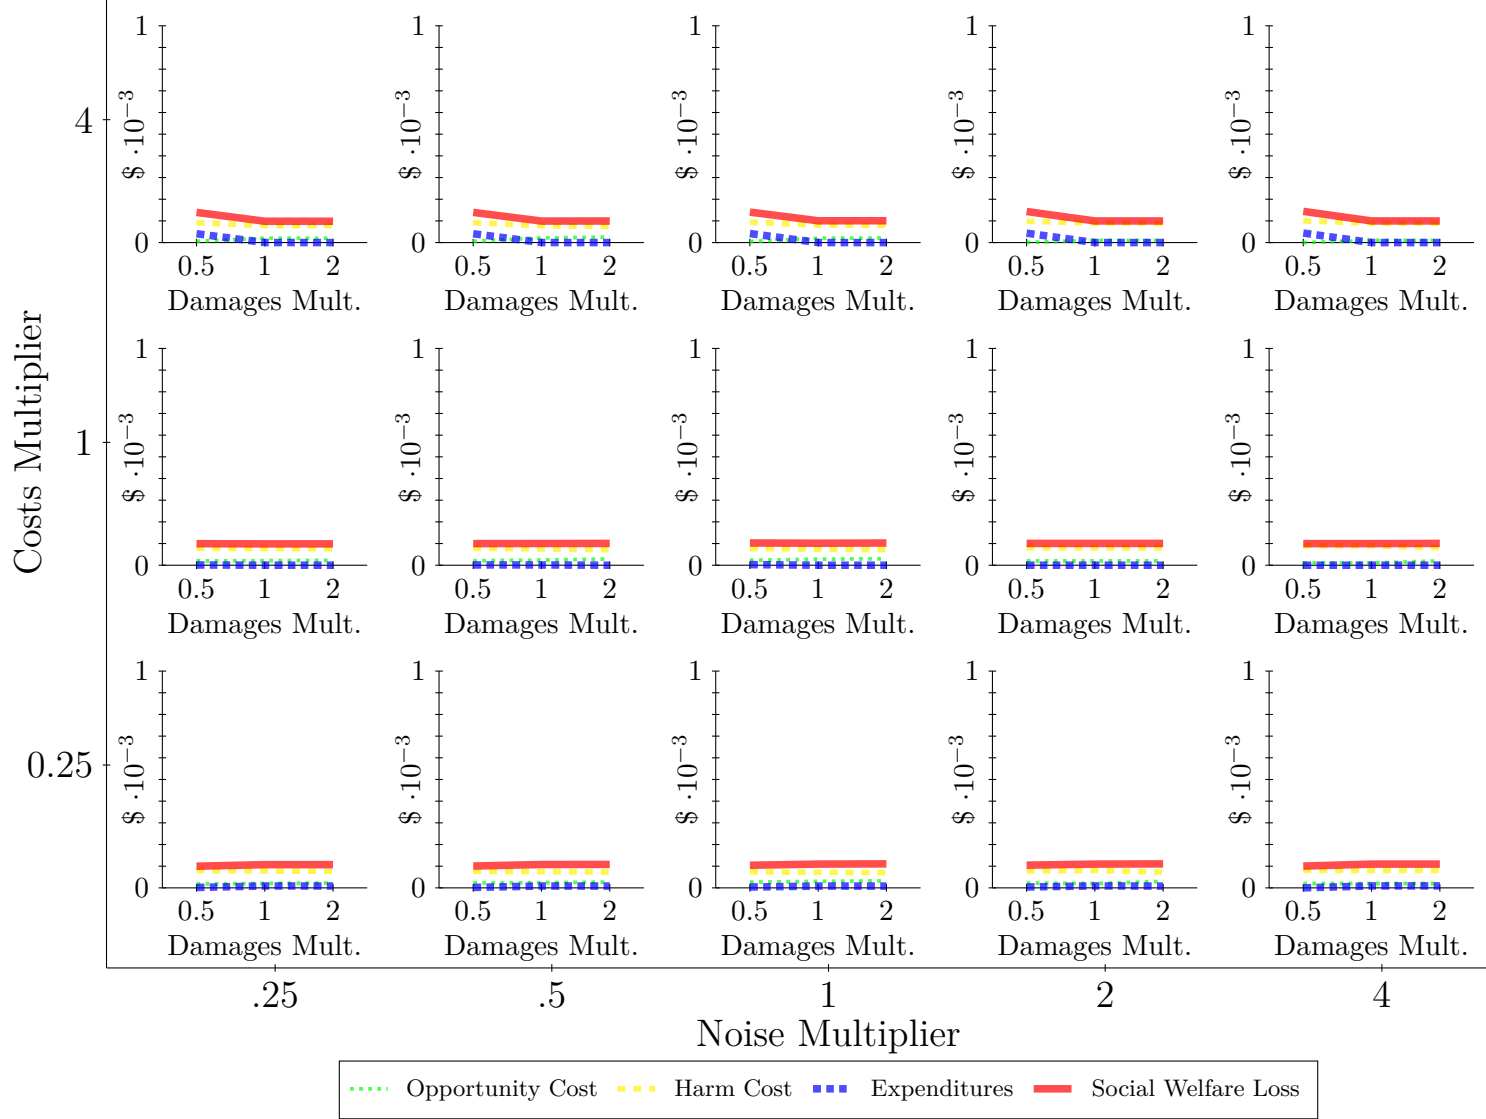 Costs Multiplier
4
1
0.25
$ ·10⁻³
1
0
0.5 1 2
Damages Mult.
$ ·10⁻³
1
0
0.5 1 2
Damages Mult.
$ ·10⁻³
1
0
0.5 1 2
Damages Mult.
$ ·10⁻³
1
0
0.5 1 2
Damages Mult.
$ ·10⁻³
1
0
0.5 1 2
Damages Mult.
$ ·10⁻³
1
0
0.5 1 2
Damages Mult.
$ ·10⁻³
1
0
0.5 1 2
Damages Mult.
$ ·10⁻³
1
0
0.5 1 2
Damages Mult.
$ ·10⁻³
1
0
0.5 1 2
Damages Mult.
$ ·10⁻³
1
0
0.5 1 2
Damages Mult.
$ ·10⁻³
1
0
0.5 1 2
Damages Mult.
$ ·10⁻³
1
0
0.5 1 2
Damages Mult.
$ ·10⁻³
1
0
0.5 1 2
Damages Mult.
$ ·10⁻³
1
0
0.5 1 2
Damages Mult.
$ ·10⁻³
1
0
0.5 1 2
Damages Mult.
.25 .5 1 2 4
Noise Multiplier
Opportunity Cost Harm Cost Expenditures Social Welfare Loss